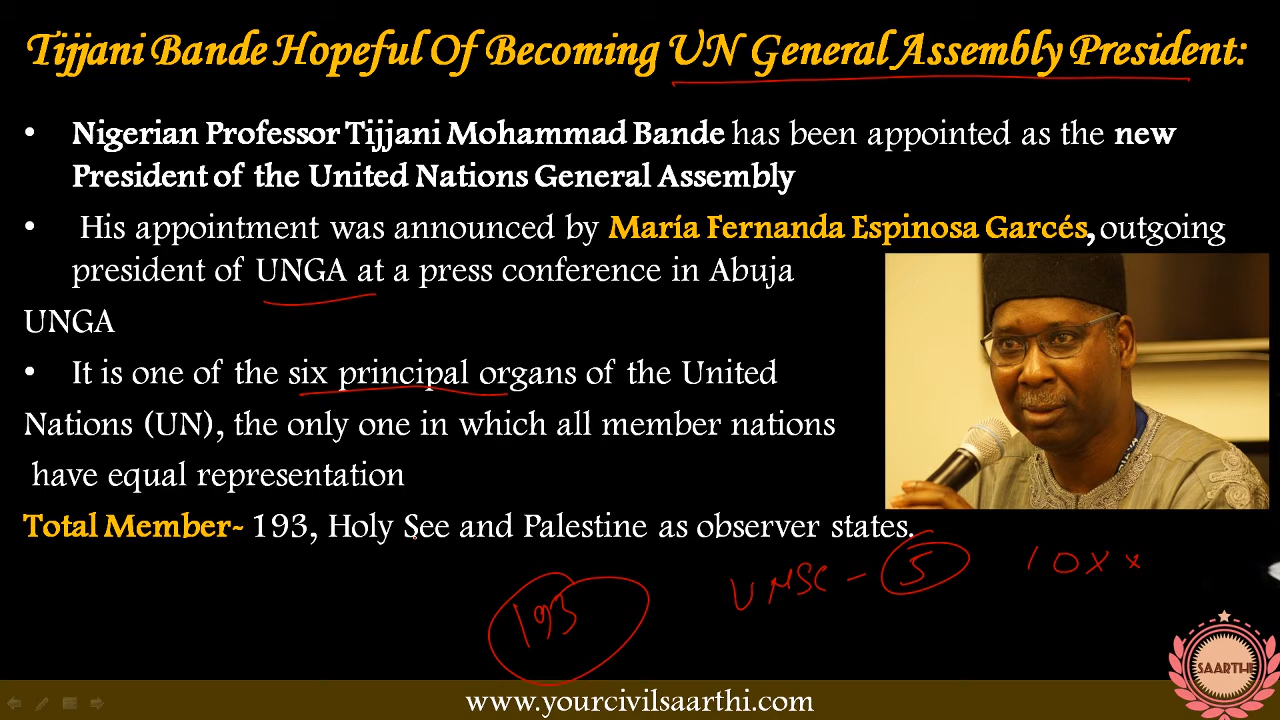 Tijjani Bande Hopeful Of Becoming UN General Assembly President:
• Nigerian Professor Tijjani Mohammad Bande has been appointed as the new
President of the United Nations General Assembly
• His appointment was announced by María Fernanda Espinosa Garcés, outgoing
president of UNGA at a press conference in Abuja
UNGA
• It is one of the six principal organs of the United
Nations (UN), the only one in which all member nations
have equal representation
Total Member- 193, Holy See and Palestine as observer states.
193
UNSC - 5 10 x x
SAARTHI
www.yourcivilsaarthi.com